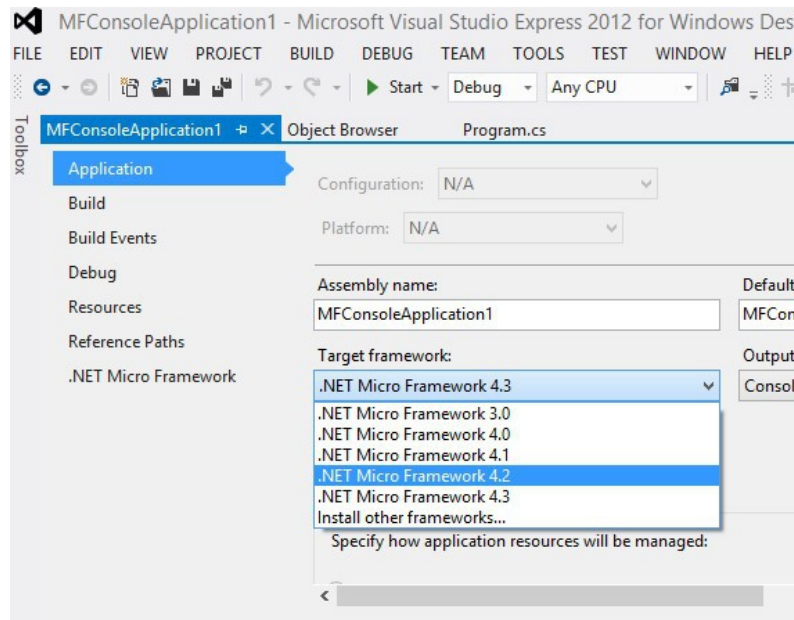 MFConsoleApplication1 - Microsoft Visual Studio Express 2012 for Windows Des
FILE EDIT VIEW PROJECT BUILD DEBUG TEAM TOOLS TEST WINDOW HELP
Start Debug Any CPU
Toolbox
MFConsoleApplication1 Object Browser Program.cs
Application
Build
Build Events
Debug
Resources
Reference Paths
.NET Micro Framework
Configuration: N/A
Platform: N/A
Assembly name: Default
MFConsoleApplication1 MFCon
Target framework: Output
.NET Micro Framework 4.3 Consol
.NET Micro Framework 3.0
.NET Micro Framework 4.0
.NET Micro Framework 4.1
.NET Micro Framework 4.2
.NET Micro Framework 4.3
Install other frameworks...
Specify how application resources will be managed: